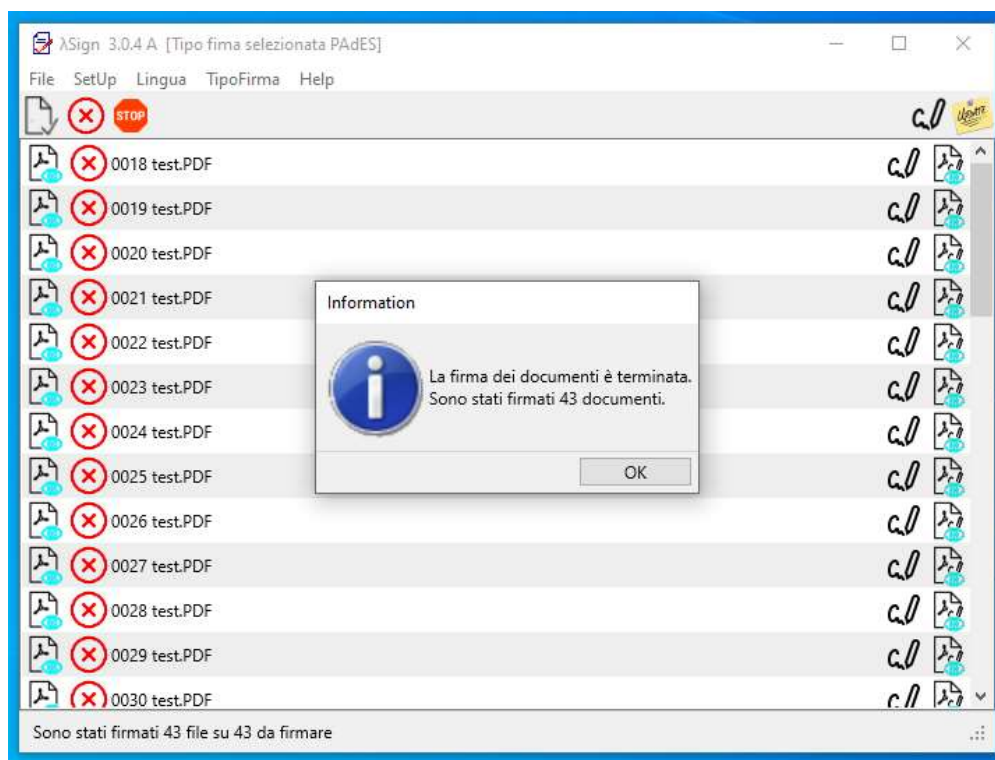 λSign 3.0.4 A [Tipo fima selezionata PAdES]
File SetUp Lingua TipoFirma Help
STOP
UPDATE
0018 test.PDF
0019 test.PDF
0020 test.PDF
0021 test.PDF
0022 test.PDF
0023 test.PDF
0024 test.PDF
0025 test.PDF
0026 test.PDF
0027 test.PDF
0028 test.PDF
0029 test.PDF
0030 test.PDF
Information
La firma dei documenti è terminata.
Sono stati firmati 43 documenti.
OK
Sono stati firmati 43 file su 43 da firmare